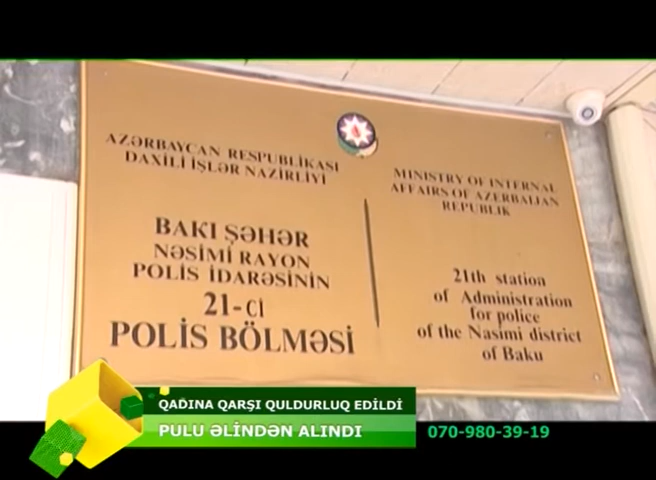 AZƏRBAYCAN RESPUBLİKASI
DAXİLİ İŞLƏR NAZİRLİYİ
BAKI ŞƏHƏR
NƏSİMİ RAYON
POLİS İDARƏSİNİN
21-Cİ
POLİS BÖLMƏSİ
MINISTRY OF INTERNAL
AFFAIRS OF AZERBAIJAN
REPUBLIK
21th station
of Administration
for police
of the Nasimi district
of Baku
QADINA QARŞI QULDURLUQ EDİLDİ
PULU ƏLİNDƏN ALINDI
070-980-39-19